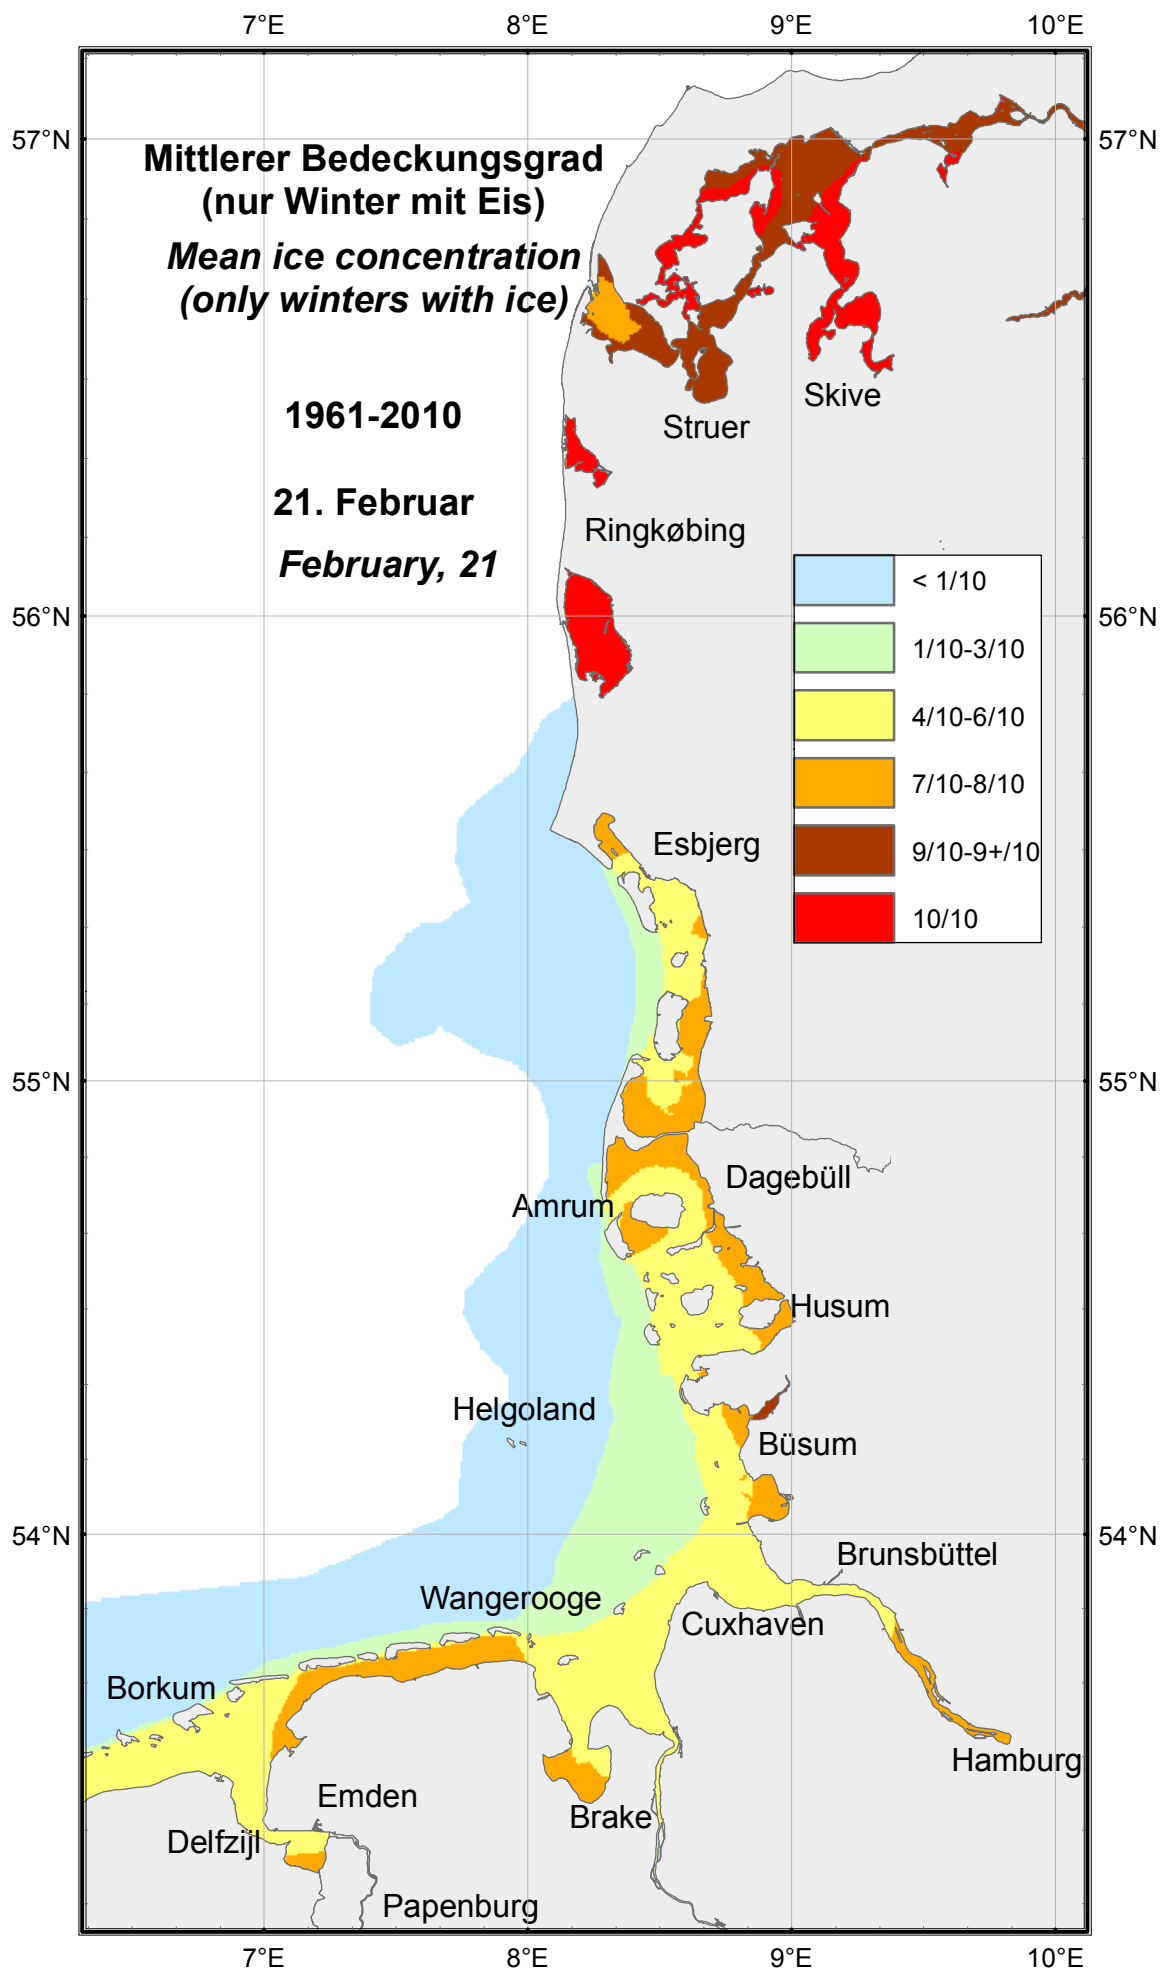 7°E 8°E 9°E 10°E
57°N 57°N
Mittlerer Bedeckungsgrad
(nur Winter mit Eis)
Mean ice concentration
(only winters with ice)
Skive
1961-2010
Struer
21. Februar
Ringkøbing
February, 21
< 1/10
56°N 56°N
1/10-3/10
4/10-6/10
7/10-8/10
Esbjerg
9/10-9+/10
10/10
55°N 55°N
Dagebüll
Amrum
Husum
Helgoland
Büsum
54°N 54°N
Brunsbüttel
Wangerooge
Cuxhaven
Borkum
Hamburg
Emden
Brake
Delfzijl
Papenburg
7°E 8°E 9°E 10°E